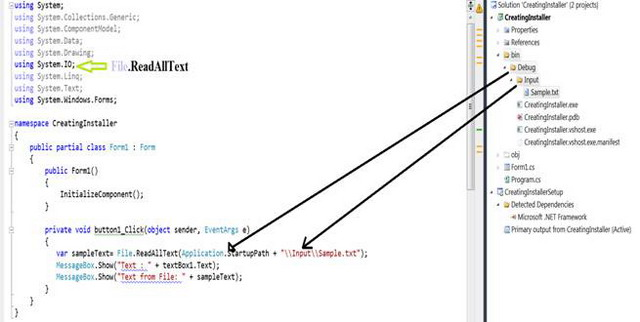 using System;
using System.Collections.Generic;
using System.ComponentModel;
using System.Data;
using System.Drawing;
using System.IO;
File.ReadAllText
using System.Linq;
using System.Text;
using System.Windows.Forms;
namespace CreatingInstaller
{
public partial class Form1 : Form
{
public Form1()
{
InitializeComponent();
}
private void button1_Click(object sender, EventArgs e)
{
var sampleText= File.ReadAllText(Application.StartupPath + "\\Input\\Sample.txt");
MessageBox.Show("Text : " + textBox1.Text);
MessageBox.Show("Text from File: " + sampleText);
}
}
}
Solution 'CreatingInstaller' (2 projects)
CreatingInstaller
Properties
References
bin
Debug
Input
Sample.txt
CreatingInstaller.exe
CreatingInstaller.pdb
CreatingInstaller.vshost.exe
CreatingInstaller.vshost.exe.manifest
obj
Form1.cs
Program.cs
CreatingInstallerSetup
Detected Dependencies
Microsoft .NET Framework
Primary output from CreatingInstaller (Active)